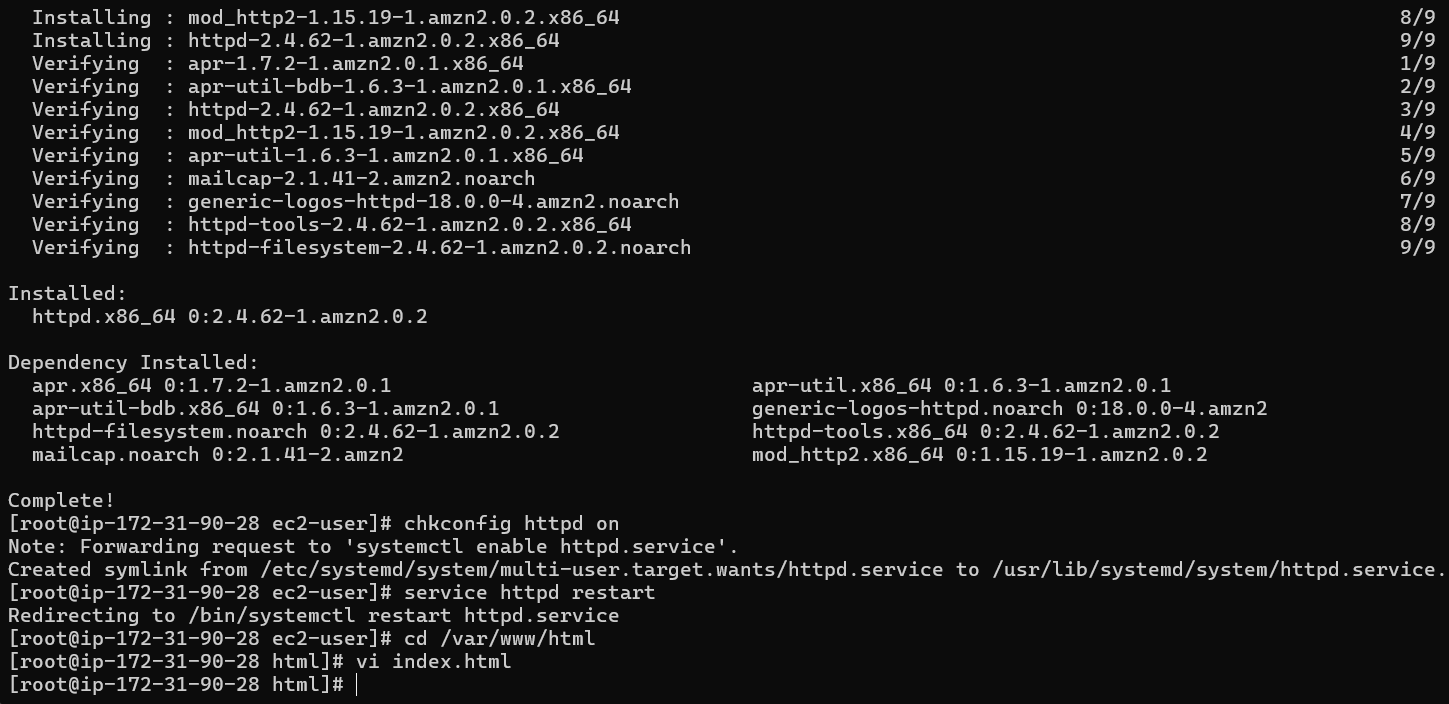 Installing : mod_http2-1.15.19-1.amzn2.0.2.x86_64 8/9
Installing : httpd-2.4.62-1.amzn2.0.2.x86_64 9/9
Verifying : apr-1.7.2-1.amzn2.0.1.x86_64 1/9
Verifying : apr-util-bdb-1.6.3-1.amzn2.0.1.x86_64 2/9
Verifying : httpd-2.4.62-1.amzn2.0.2.x86_64 3/9
Verifying : mod_http2-1.15.19-1.amzn2.0.2.x86_64 4/9
Verifying : apr-util-1.6.3-1.amzn2.0.1.x86_64 5/9
Verifying : mailcap-2.1.41-2.amzn2.noarch 6/9
Verifying : generic-logos-httpd-18.0.0-4.amzn2.noarch 7/9
Verifying : httpd-tools-2.4.62-1.amzn2.0.2.x86_64 8/9
Verifying : httpd-filesystem-2.4.62-1.amzn2.0.2.noarch 9/9
Installed:
httpd.x86_64 0:2.4.62-1.amzn2.0.2
Dependency Installed:
apr.x86_64 0:1.7.2-1.amzn2.0.1 apr-util.x86_64 0:1.6.3-1.amzn2.0.1
apr-util-bdb.x86_64 0:1.6.3-1.amzn2.0.1 generic-logos-httpd.noarch 0:18.0.0-4.amzn2
httpd-filesystem.noarch 0:2.4.62-1.amzn2.0.2 httpd-tools.x86_64 0:2.4.62-1.amzn2.0.2
mailcap.noarch 0:2.1.41-2.amzn2 mod_http2.x86_64 0:1.15.19-1.amzn2.0.2
Complete!
[root@ip-172-31-90-28 ec2-user]# chkconfig httpd on
Note: Forwarding request to 'systemctl enable httpd.service'.
Created symlink from /etc/systemd/system/multi-user.target.wants/httpd.service to /usr/lib/systemd/system/httpd.service.
[root@ip-172-31-90-28 ec2-user]# service httpd restart
Redirecting to /bin/systemctl restart httpd.service
[root@ip-172-31-90-28 ec2-user]# cd /var/www/html
[root@ip-172-31-90-28 html]# vi index.html
[root@ip-172-31-90-28 html]#